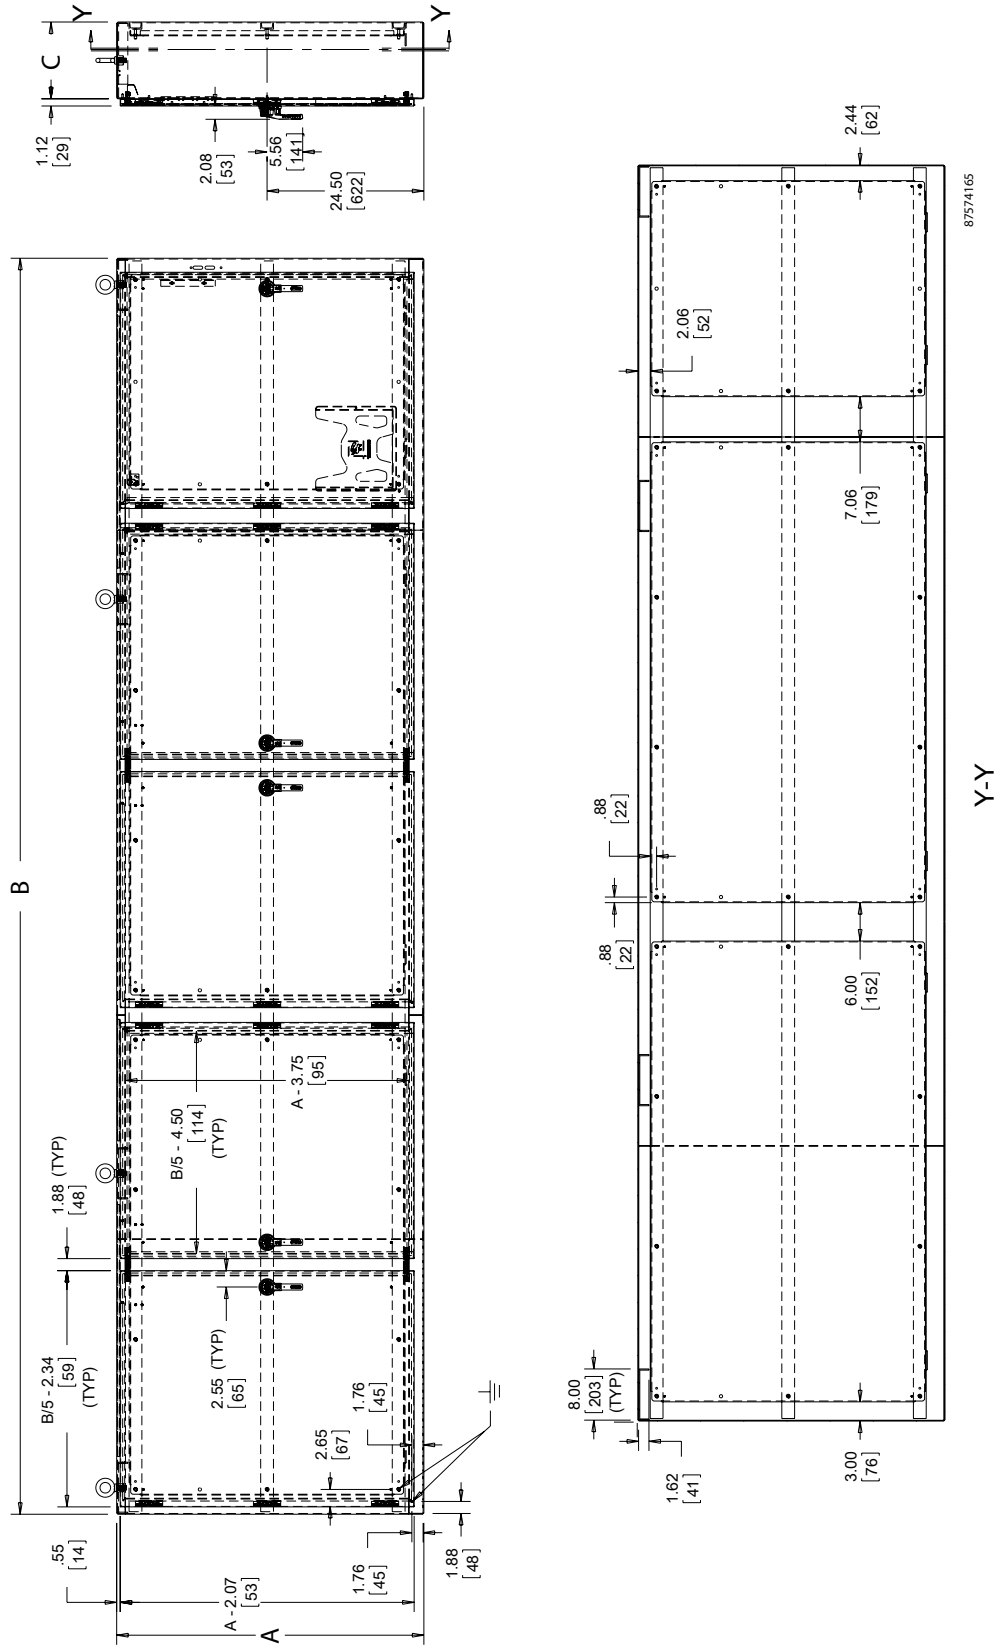 Y
Y
C
1.12
[29]
2.08
[53]
5.56
[141]
24.50
[622]
B
1.88 (TYP)
[48]
B/5 - 4.50
[114]
(TYP)
A - 3.75
[95]
B/5 - 2.34
[59]
(TYP)
2.55 (TYP)
[65]
2.65
[67]
1.76
[45]
.55
[14]
A - 2.07
[53]
A
1.76
[45]
1.88
[48]
2.44
[62]
2.06
[52]
7.06
[179]
.88
[22]
.88
[22]
6.00
[152]
8.00
[203]
(TYP)
1.62
[41]
3.00
[76]
Y-Y
87574165